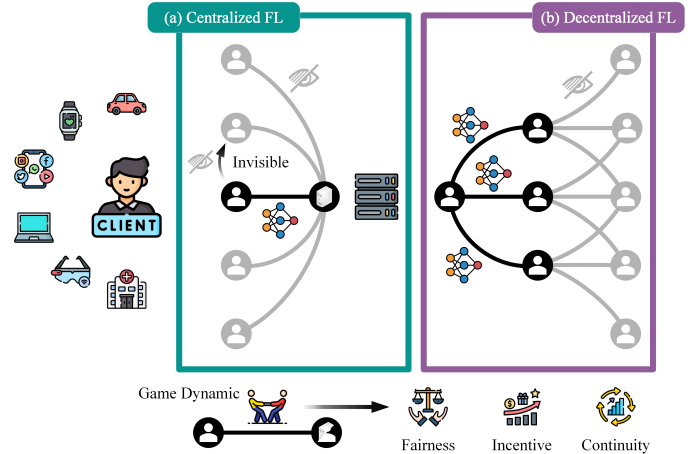 (a) Centralized FL
(b) Decentralized FL
Invisible
CLIENT
Game Dynamic
Fairness
Incentive
Continuity